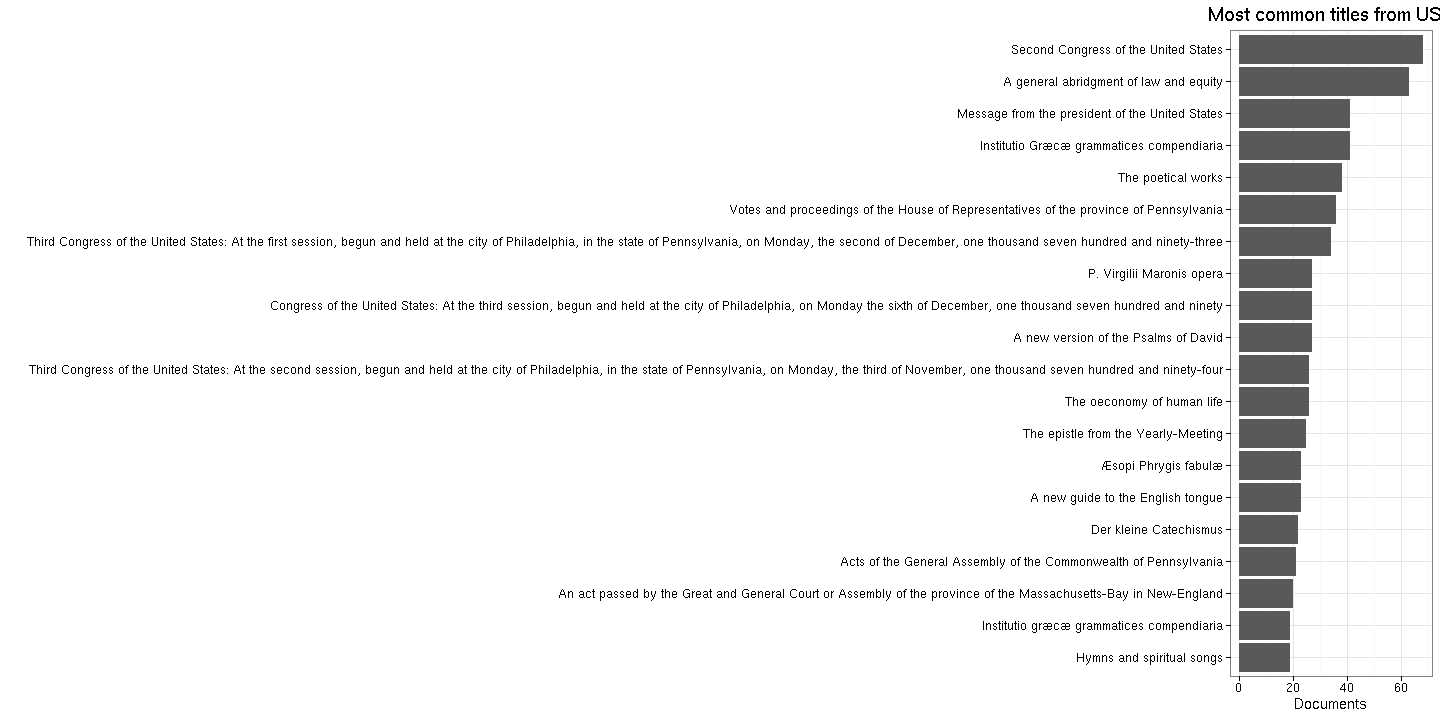 Most common titles from US
Second Congress of the United States
A general abridgment of law and equity
Message from the president of the United States
Institutio Græcæ grammatices compendiaria
The poetical works
Votes and proceedings of the House of Representatives of the province of Pennsylvania
Third Congress of the United States: At the first session, begun and held at the city of Philadelphia, in the state of Pennsylvania, on Monday, the second of December, one thousand seven hundred and ninety-three
P. Virgilii Maronis opera
Congress of the United States: At the third session, begun and held at the city of Philadelphia, on Monday the sixth of December, one thousand seven hundred and ninety
A new version of the Psalms of David
Third Congress of the United States: At the second session, begun and held at the city of Philadelphia, in the state of Pennsylvania, on Monday, the third of November, one thousand seven hundred and ninety-four
The oeconomy of human life
The epistle from the Yearly-Meeting
Æsopi Phrygis fabulæ
A new guide to the English tongue
Der kleine Catechismus
Acts of the General Assembly of the Commonwealth of Pennsylvania
An act passed by the Great and General Court or Assembly of the province of the Massachusetts-Bay in New-England
Institutio græcæ grammatices compendiaria
Hymns and spiritual songs
0 20 40 60
Documents